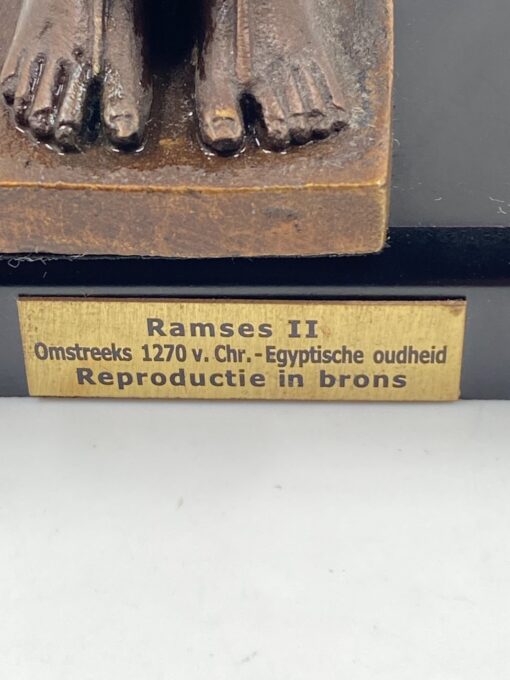 Ramses II
Omstreeks 1270 v. Chr.-Egyptische oudheid
Reproductie in brons